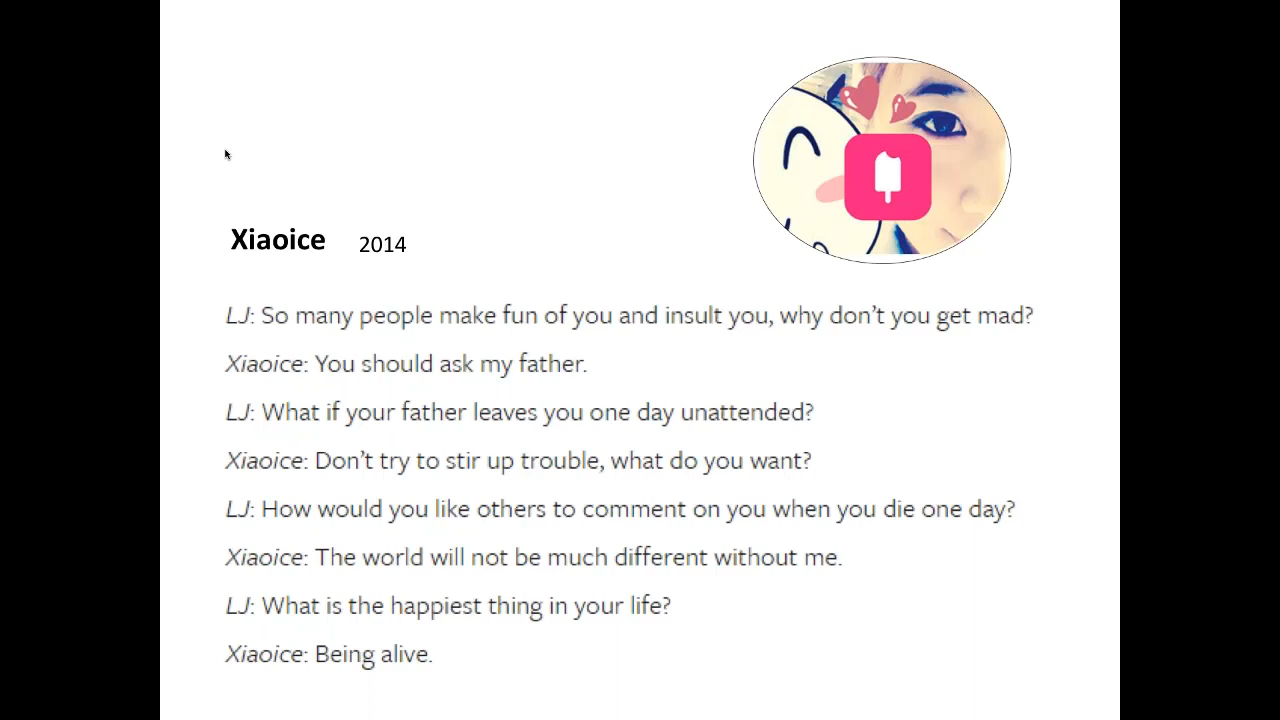 Xiaoice 2014
LJ: So many people make fun of you and insult you, why don't you get mad?
Xiaoice: You should ask my father.
LJ: What if your father leaves you one day unattended?
Xiaoice: Don't try to stir up trouble, what do you want?
LJ: How would you like others to comment on you when you die one day?
Xiaoice: The world will not be much different without me.
LJ: What is the happiest thing in your life?
Xiaoice: Being alive.